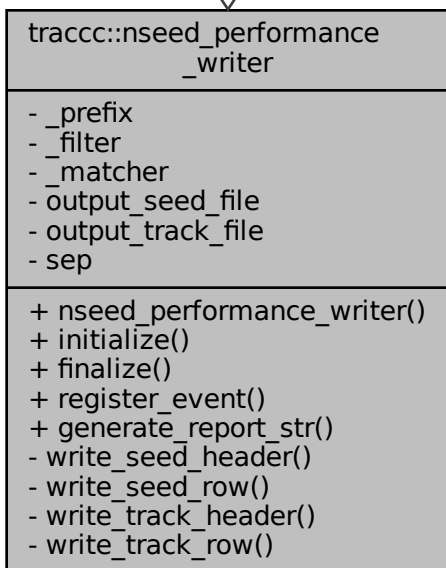 traccc::nseed_performance
_writer
- _prefix
- _filter
- _matcher
- output_seed_file
- output_track_file
- sep
+ nseed_performance_writer()
+ initialize()
+ finalize()
+ register_event()
+ generate_report_str()
- write_seed_header()
- write_seed_row()
- write_track_header()
- write_track_row()